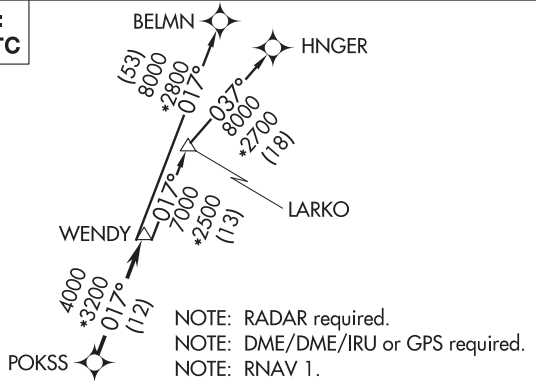 TC
BELMN
HNGER
(53)
8000
*2800
017°
037°
8000
*2700
(18)
LARKO
017°
7000
*2500
(13)
WENDY
4000
*3200
017°
(12)
POKSS
NOTE: RADAR required.
NOTE: DME/DME/IRU or GPS required.
NOTE: RNAV 1.